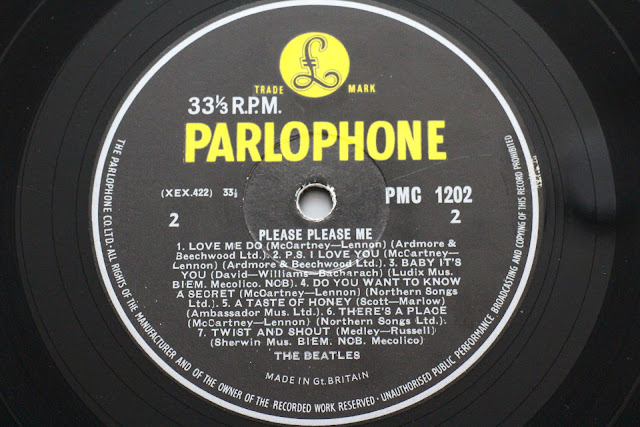 £
TRADE MARK
33⅓ R.P.M.
PARLOPHONE
(XEX.422) 33⅓ PMC 1202
2 2
PLEASE PLEASE ME
1. LOVE ME DO (McCartney—Lennon) (Ardmore &
Beechwood Ltd.) 2. P.S. I LOVE YOU (McCartney—
Lennon) (Ardmore & Beechwood Ltd.) 3. BABY IT'S
YOU (David—Williams—Bacharach) (Ludix Mus.
BIEM. Mecolico. NCB). 4. DO YOU WANT TO KNOW
A SECRET (McCartney—Lennon) (Northern Songs
Ltd.). 5. A TASTE OF HONEY (Scott—Marlow)
(Ambassador Mus. Ltd.). 6. THERE'S A PLACE
(McCartney—Lennon) (Northern Songs Ltd.).
7. TWIST AND SHOUT (Medley—Russell)
(Sherwin Mus. BIEM. NCB. Mecolico)
THE BEATLES
MADE IN Gt. BRITAIN
THE PARLOPHONE CO. LTD. · ALL RIGHTS OF THE MANUFACTURER AND OF THE OWNER OF THE RECORDED WORK RESERVED · UNAUTHORISED PUBLIC PERFORMANCE BROADCASTING AND COPYING OF THIS RECORD PROHIBITED